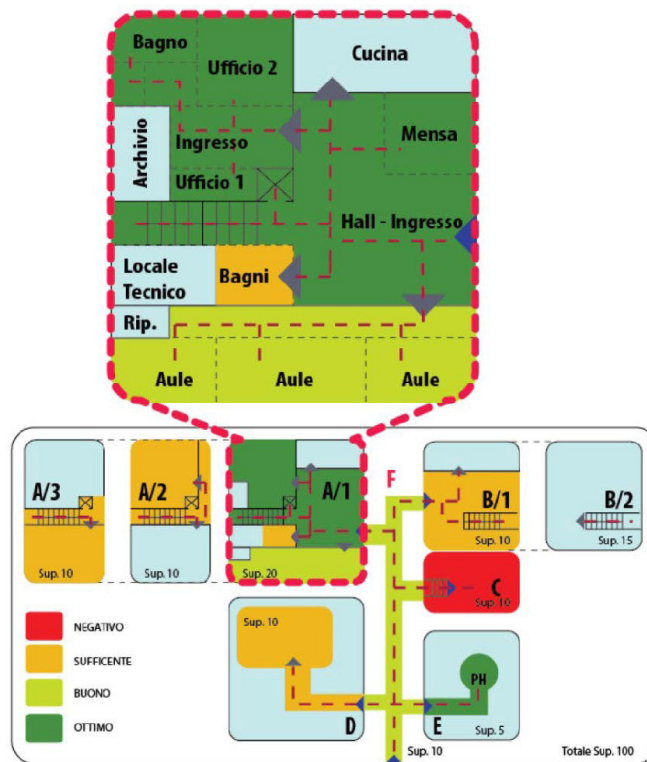 Bagno
Ufficio 2
Cucina
Archivio
Ingresso
Mensa
Ufficio 1
Hall - Ingresso
Locale
Tecnico
Bagni
Rip.
Aule
Aule
Aule
A/3
A/2
A/1
F
B/1
B/2
Sup. 10
Sup. 10
Sup. 20
Sup. 10
Sup. 15
C
Sup. 10
NEGATIVO
SUFFICENTE
BUONO
OTTIMO
Sup. 10
D
PH
E
Sup. 5
Sup. 10
Totale Sup. 100